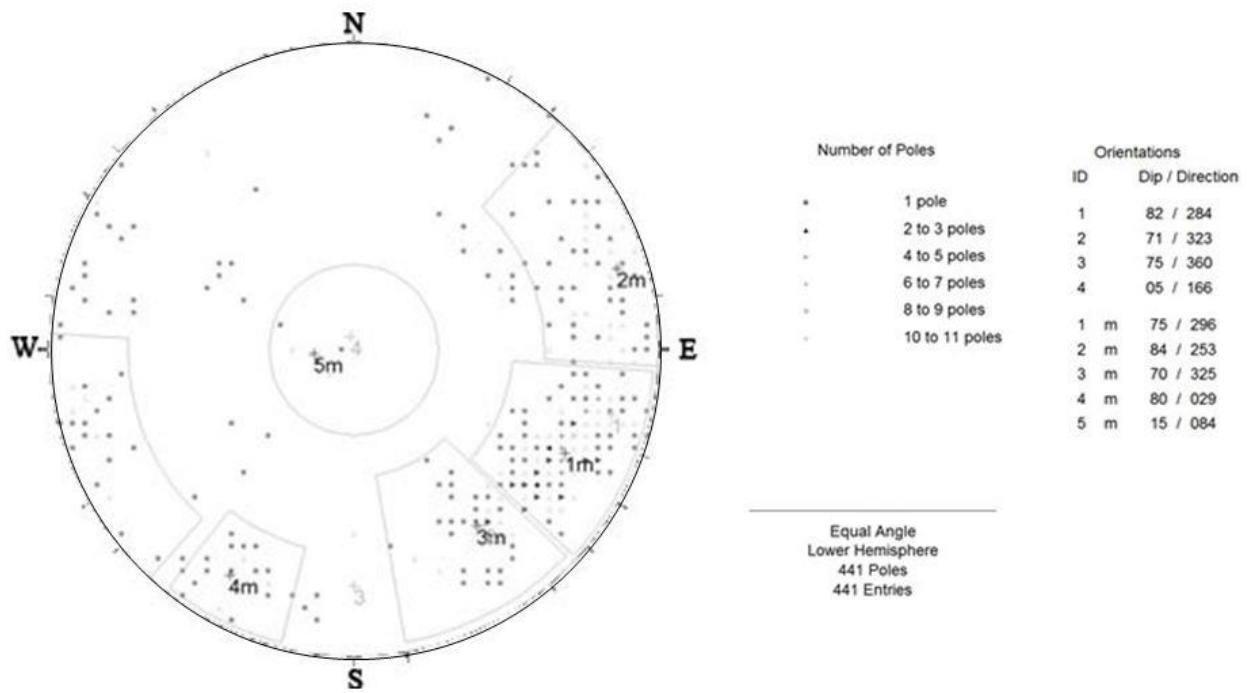 N
W
E
S
2m
4
5m
1
1m
3m
4m
3
Number of Poles
1 pole
2 to 3 poles
4 to 5 poles
6 to 7 poles
8 to 9 poles
10 to 11 poles
Orientations
ID Dip / Direction
1 82 / 284
2 71 / 323
3 75 / 360
4 05 / 166
1 m 75 / 296
2 m 84 / 253
3 m 70 / 325
4 m 80 / 029
5 m 15 / 084
Equal Angle
Lower Hemisphere
441 Poles
441 Entries